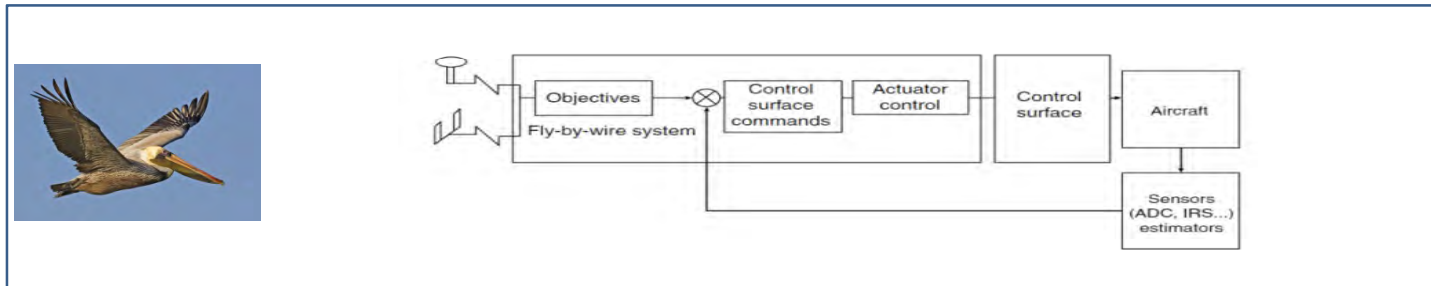 Objectives
Fly-by-wire system
Control
surface
commands
Actuator
control
Control
surface
Aircraft
Sensors
(ADC, IRS...)
estimators